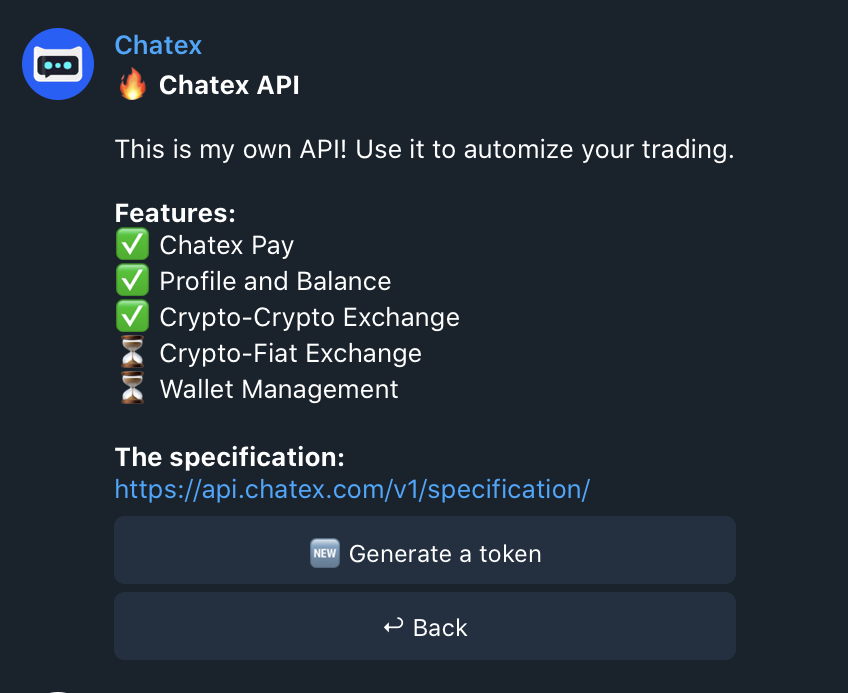 Chatex
🔥 Chatex API
This is my own API! Use it to automize your trading.
Features:
✅ Chatex Pay
✅ Profile and Balance
✅ Crypto-Crypto Exchange
⏳ Crypto-Fiat Exchange
⏳ Wallet Management
The specification:
https://api.chatex.com/v1/specification/
🆕 Generate a token
↩ Back